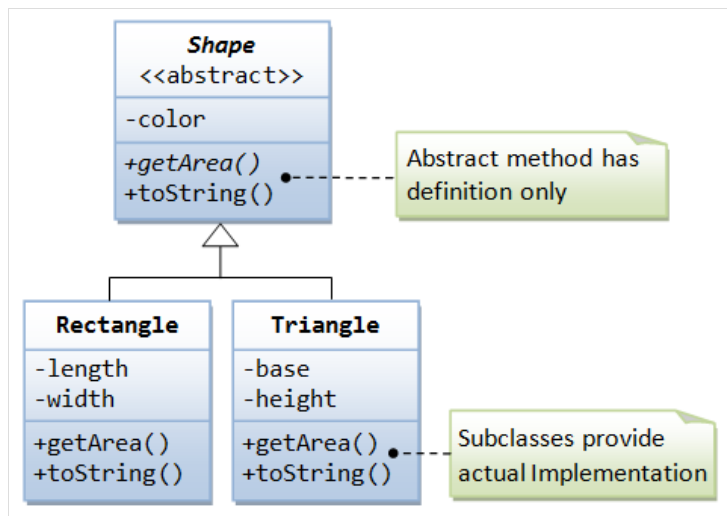 Shape
<<abstract>>
-color
+getArea()
+toString()
Abstract method has
definition only
Rectangle
-length
-width
+getArea()
+toString()
Triangle
-base
-height
+getArea()
+toString()
Subclasses provide
actual Implementation